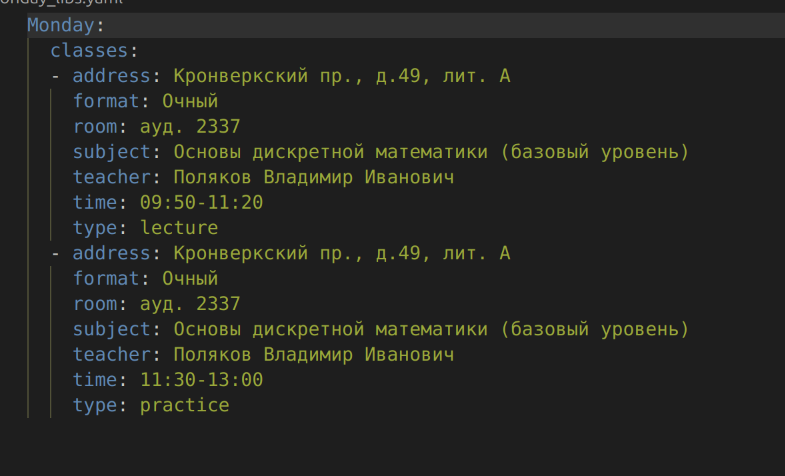 Monday:
classes:
- address: Кронверкский пр., д.49, лит. А
format: Очный
room: ауд. 2337
subject: Основы дискретной математики (базовый уровень)
teacher: Поляков Владимир Иванович
time: 09:50-11:20
type: lecture
- address: Кронверкский пр., д.49, лит. А
format: Очный
room: ауд. 2337
subject: Основы дискретной математики (базовый уровень)
teacher: Поляков Владимир Иванович
time: 11:30-13:00
type: practice